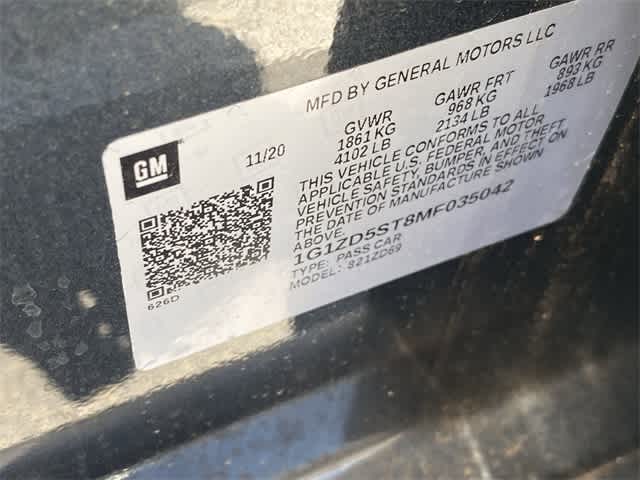 MFD BY GENERAL MOTORS LLC
GM
11/20
GVWR GAWR FRT GAWR RR
1861 KG 968 KG 893 KG
4102 LB 2134 LB 1968 LB
THIS VEHICLE CONFORMS TO ALL
APPLICABLE U.S. FEDERAL MOTOR
VEHICLE SAFETY, BUMPER, AND THEFT
PREVENTION STANDARDS IN EFFECT ON
THE DATE OF MANUFACTURE SHOWN
ABOVE.
1G1ZD5ST8MF035042
TYPE: PASS CAR
MODEL: 821ZD69
626D